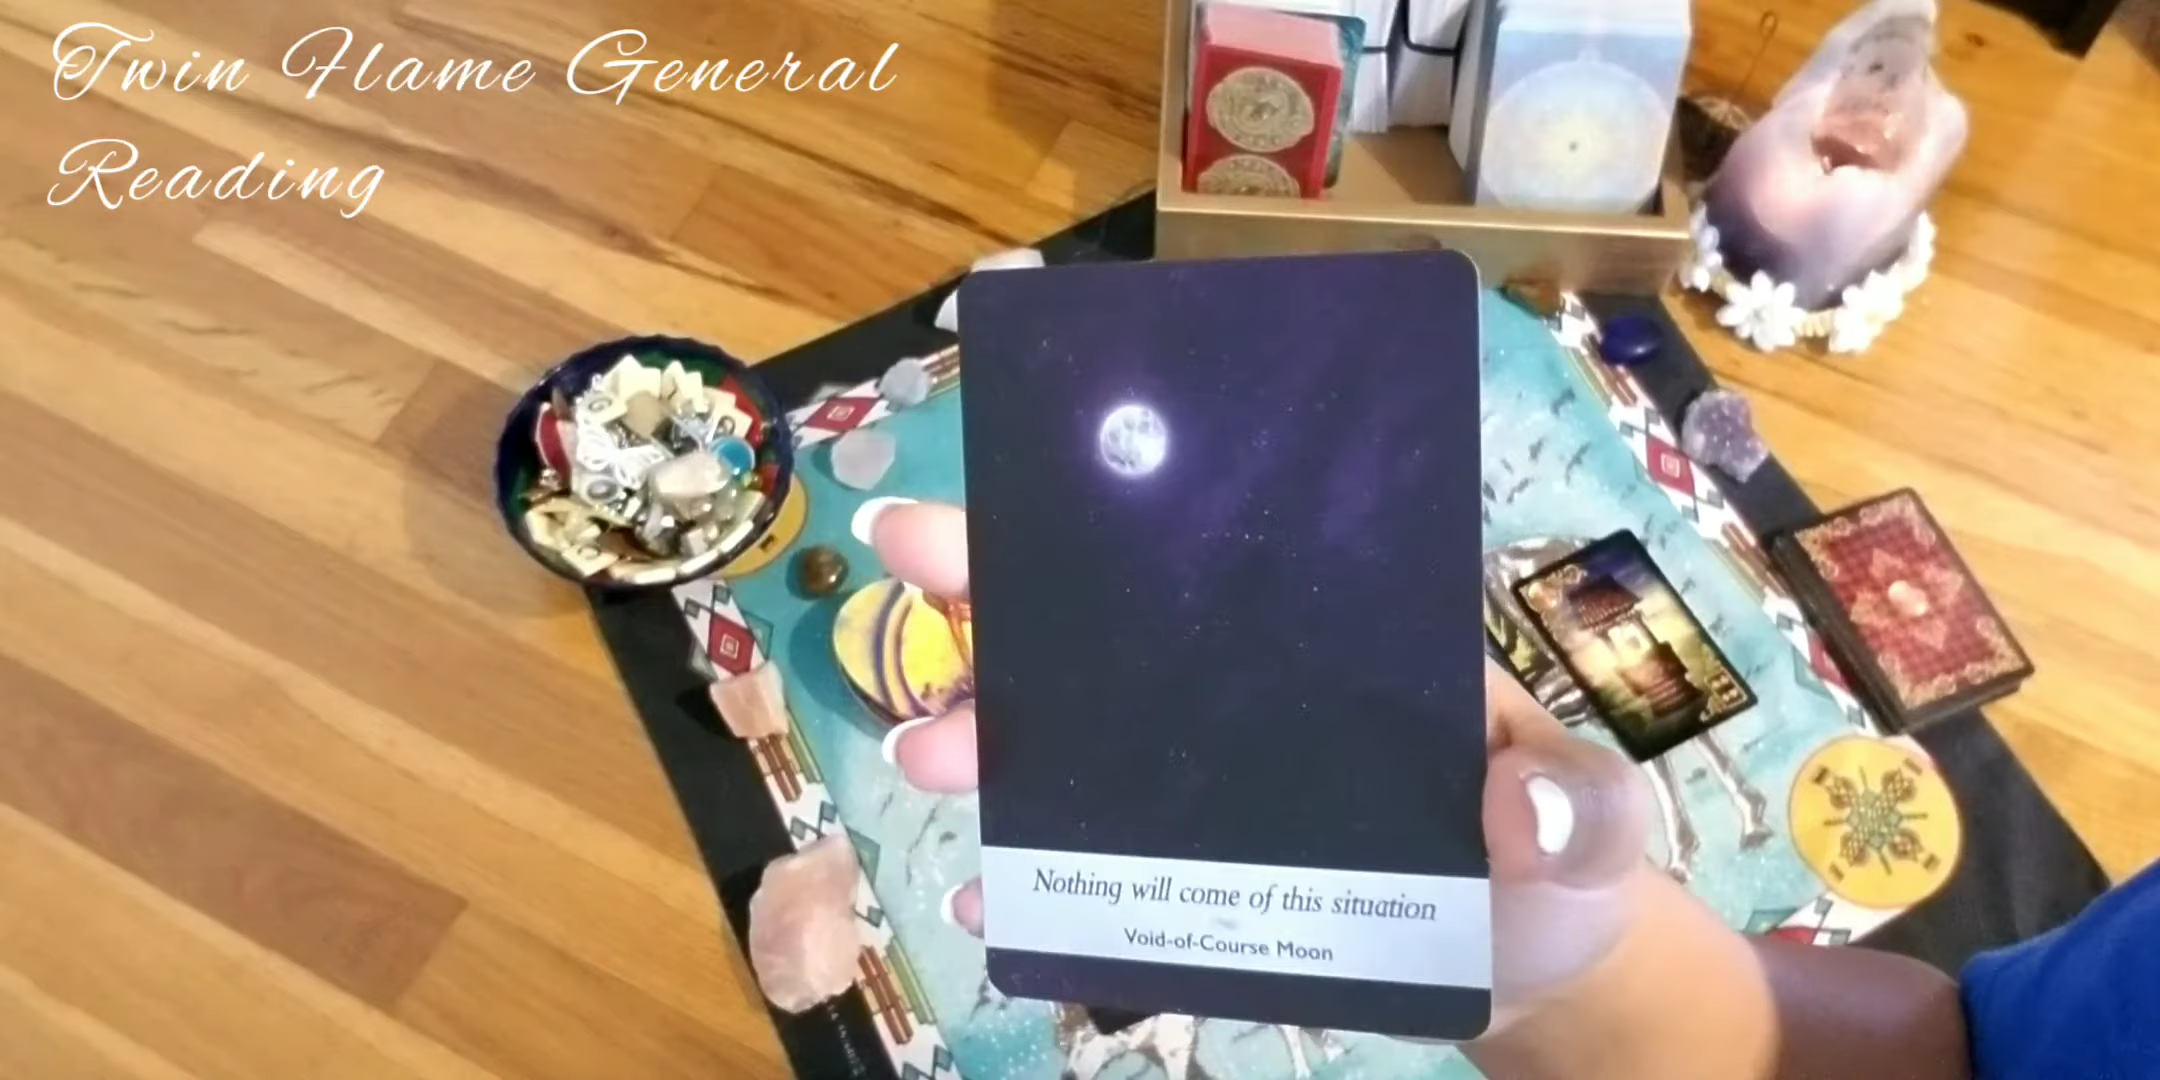 Twin Flame General
Reading
Nothing will come of this situation
Void-of-Course Moon